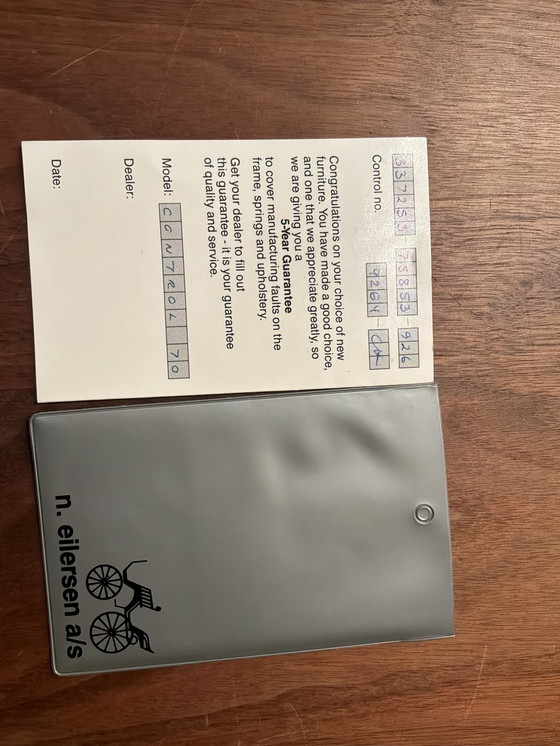 337251 75853-926
Control no. 9264-
Congratulations on your choice of new
furniture. You have made a good choice,
and one that we appreciate greatly, so
we are giving you a
5-Year Guarantee
to cover manufacturing faults on the
frame, springs and upholstery.
Get your dealer to fill out
this guarantee - it is your guarantee
of quality and service.
Model: CONTROL 70
Dealer:
Date:
n. eilersen a/s